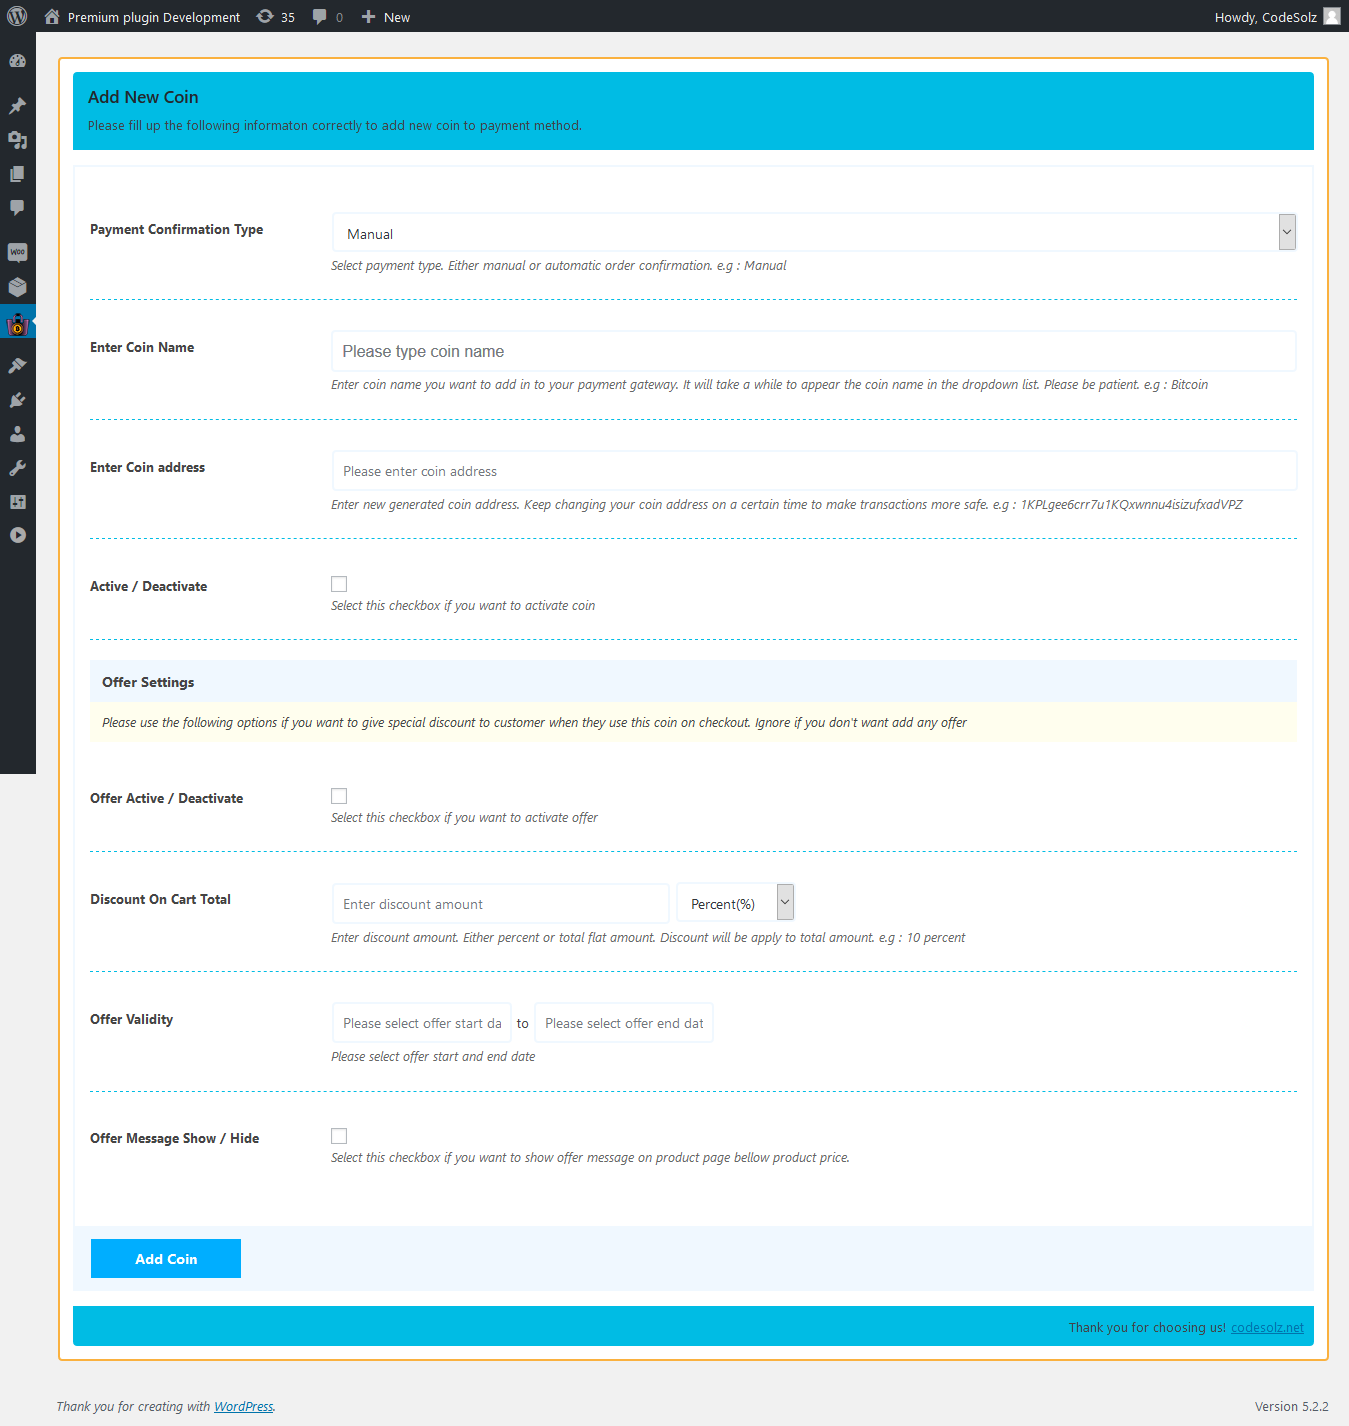 Premium plugin Development 35 0 New Howdy, CodeSolz
Add New Coin
Please fill up the following informaton correctly to add new coin to payment method.
Payment Confirmation Type
Manual
Select payment type. Either manual or automatic order confirmation. e.g : Manual
Enter Coin Name
Please type coin name
Enter coin name you want to add in to your payment gateway. It will take a while to appear the coin name in the dropdown list. Please be patient. e.g : Bitcoin
Enter Coin address
Please enter coin address
Enter new generated coin address. Keep changing your coin address on a certain time to make transactions more safe. e.g : 1KPLgee6crr7u1KQxwnnu4isizufxadVPZ
Active / Deactivate
Select this checkbox if you want to activate coin
Offer Settings
Please use the following options if you want to give special discount to customer when they use this coin on checkout. Ignore if you don't want add any offer
Offer Active / Deactivate
Select this checkbox if you want to activate offer
Discount On Cart Total
Enter discount amount Percent(%)
Enter discount amount. Either percent or total flat amount. Discount will be apply to total amount. e.g : 10 percent
Offer Validity
Please select offer start da to Please select offer end dat
Please select offer start and end date
Offer Message Show / Hide
Select this checkbox if you want to show offer message on product page bellow product price.
Add Coin
Thank you for choosing us! codesolz.net
Thank you for creating with WordPress. Version 5.2.2